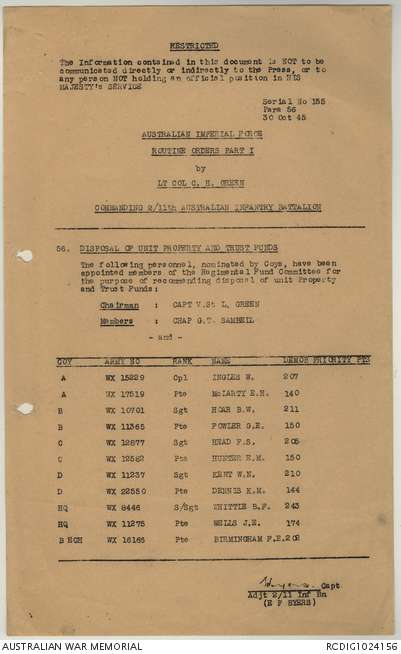 RESTRICTED
The Information contained in this document is NOT to be
communicated directly or indirectly to the Press, or to
any person NOT holding an official position in HIS
MAJESTY's SERVICE
Serial No 155
Para 56
30 Oct 45
AUSTRALIAN IMPERIAL FORCE
ROUTINE ORDERS PART I
by
LT COL C. H. GREEN
COMMANDING 2/11th AUSTRALIAN INFANTRY BATTALION
56. DISPOSAL OF UNIT PROPERTY AND TRUST FUNDS
The following personnel, nominated by Coys, have been
appointed members of the Regimental Fund Committee for
the purpose of recommending disposal of unit Property
and Trust Funds:
Chairman : CAPT V.St L. GREEN
Members : CHAP G.T. SAMBELL
- and -
COY ARMY NO RANK NAME DEMOB PRIORITY PTS
A WX 15229 Cpl INGLES W. 207
A WX 17519 Pte McLARTY E.H. 140
B WX 10701 Sgt HOAR B.W. 211
B WX 11365 Pte FOWLER G.E. 150
C WX 12877 Sgt HEAD F.S. 205
C WX 12582 Pte HUNTER E.M. 150
D WX 11237 Sgt KENT W.N. 210
D WX 22550 Pte DENNIS K.M. 144
HQ WX 8446 S/Sgt WHITTLE B.F. 243
HQ WX 11275 Pte WELLS J.E. 174
B ECH WX 16165 Pte BIRMINGHAM F.E. 202
Capt
Adjt 2/11 Inf Bn
(E F BYERS)
AUSTRALIAN WAR MEMORIAL RCDIG1024156